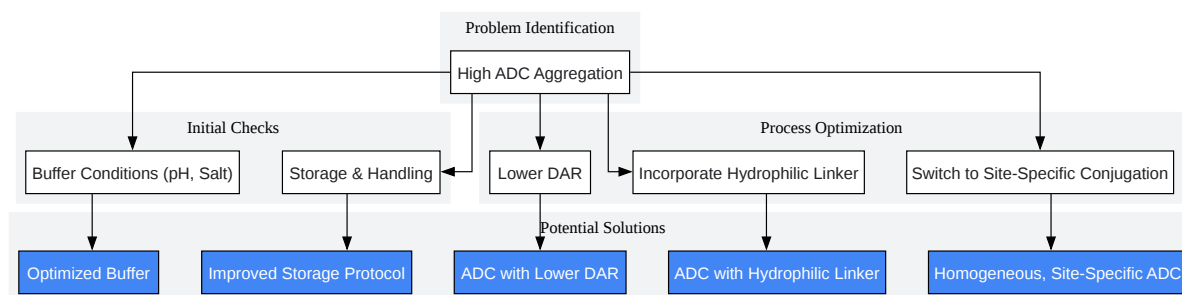 Problem Identification
High ADC Aggregation
Initial Checks
Process Optimization
Buffer Conditions (pH, Salt)
Storage & Handling
Lower DAR
Incorporate Hydrophilic Linker
Switch to Site-Specific Conjugation
Potential Solutions
Optimized Buffer
Improved Storage Protocol
ADC with Lower DAR
ADC with Hydrophilic Linker
Homogeneous, Site-Specific ADC